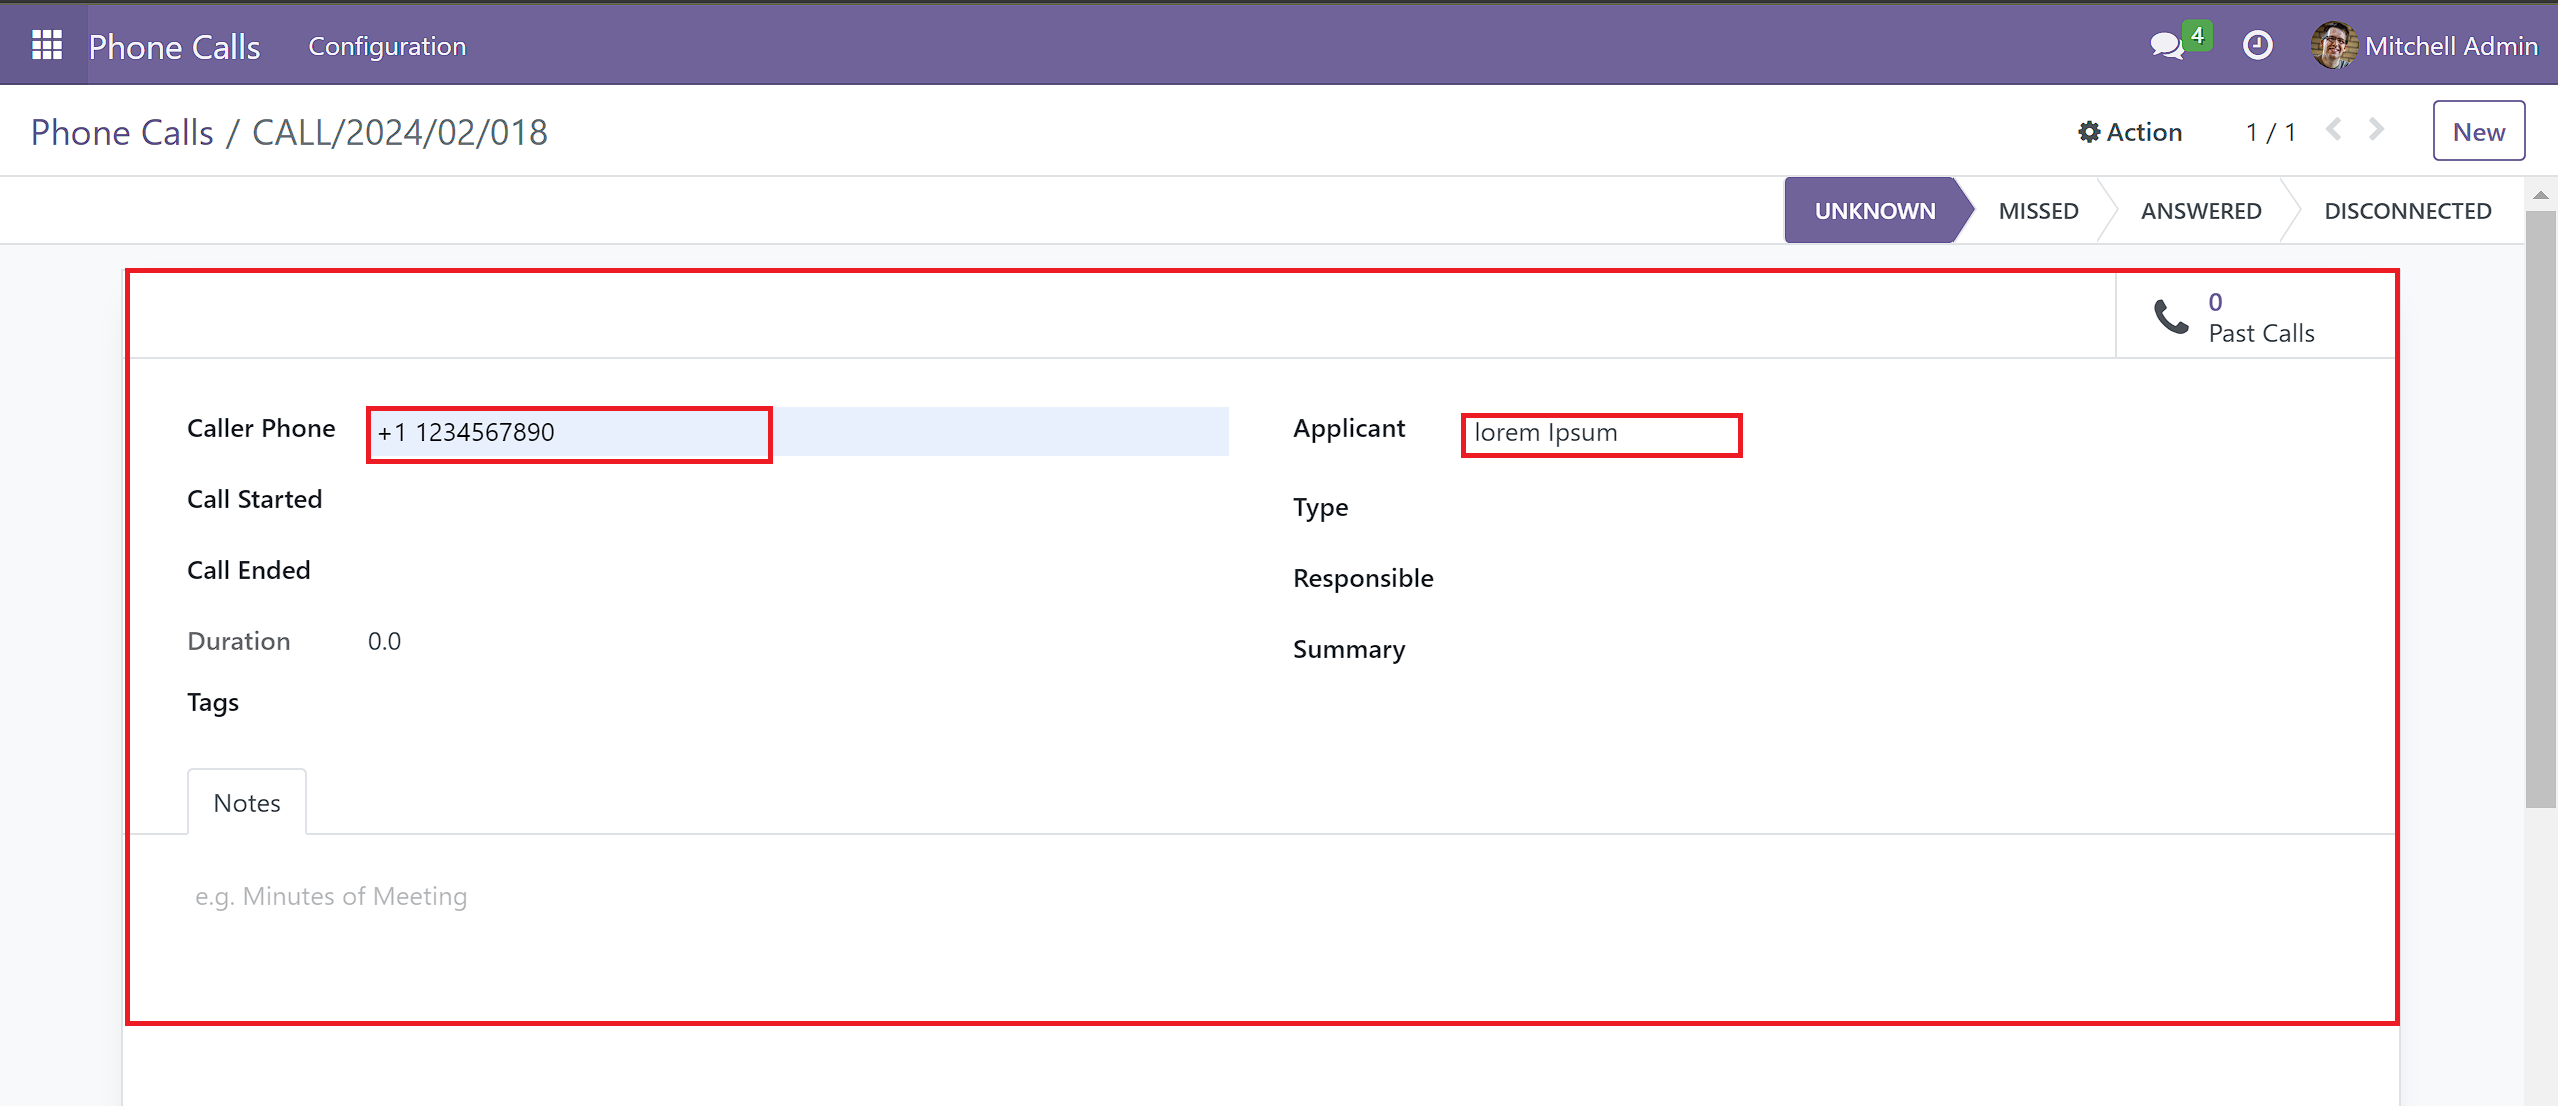 Phone Calls Configuration 4 Mitchell Admin
Phone Calls / CALL/2024/02/018 Action 1 / 1 New
UNKNOWN MISSED ANSWERED DISCONNECTED
0
Past Calls
Caller Phone +1 1234567890
Call Started
Call Ended
Duration 0.0
Tags
Applicant lorem Ipsum
Type
Responsible
Summary
Notes
e.g. Minutes of Meeting